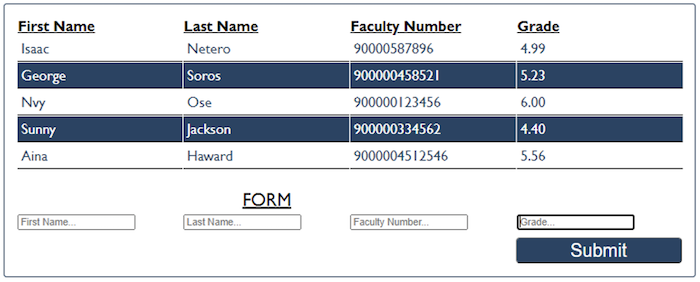 First Name Last Name Faculty Number Grade
Isaac Netero 90000587896 4.99
George Soros 900000458521 5.23
Nvy Ose 900000123456 6.00
Sunny Jackson 900000334562 4.40
Aina Haward 9000004512546 5.56
FORM
First Name... Last Name... Faculty Number... Grade...
Submit